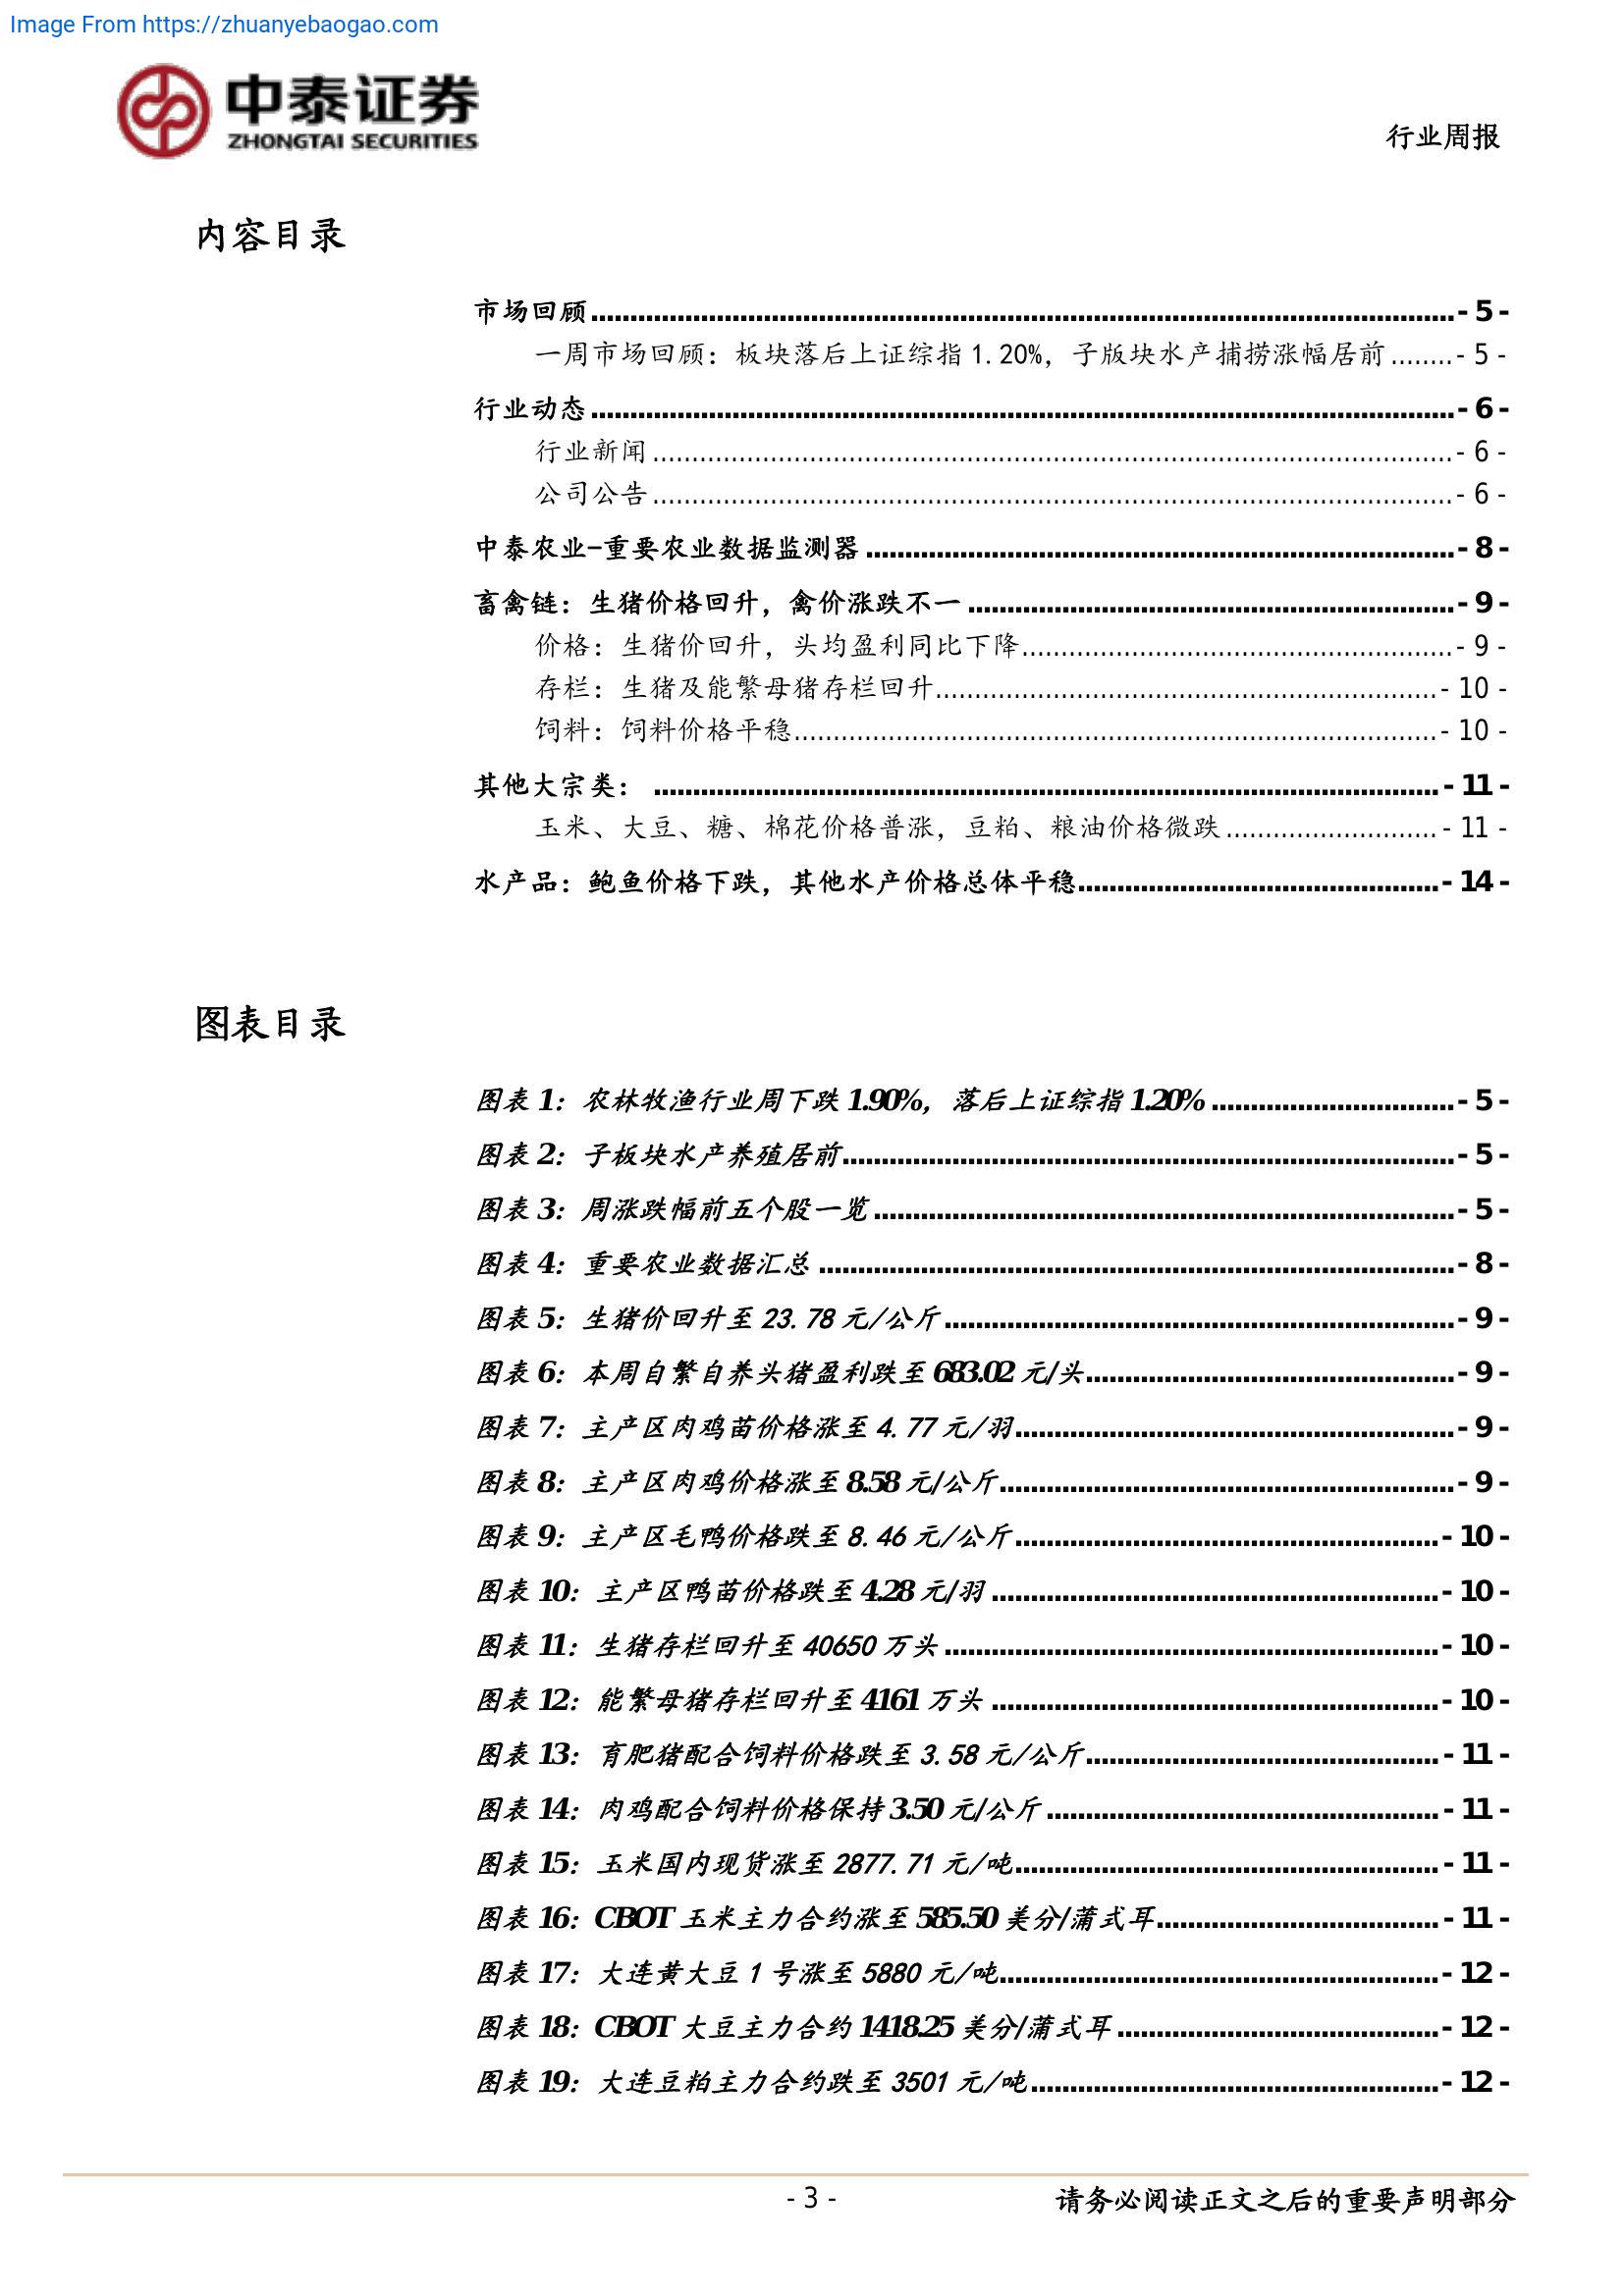 Image From https://zhuanyebaogao.com
中泰证券
ZHONGTAI SECURITIES
行业周报
内容目录
市场回顾 - 5 -
一周市场回顾：板块落后上证综指 1.20%，子版块水产捕捞涨幅居前 - 5 -
行业动态 - 6 -
行业新闻 - 6 -
公司公告 - 6 -
中泰农业-重要农业数据监测器 - 8 -
畜禽链：生猪价格回升，禽价涨跌不一 - 9 -
价格：生猪价回升，头均盈利同比下降 - 9 -
存栏：生猪及能繁母猪存栏回升 - 10 -
饲料：饲料价格平稳 - 10 -
其他大宗类： - 11 -
玉米、大豆、糖、棉花价格普涨，豆粕、粮油价格微跌 - 11 -
水产品：鲍鱼价格下跌，其他水产价格总体平稳 - 14 -
图表目录
图表 1：农林牧渔行业周下跌 1.90%，落后上证综指 1.20% - 5 -
图表 2：子板块水产养殖居前 - 5 -
图表 3：周涨跌幅前五个股一览 - 5 -
图表 4：重要农业数据汇总 - 8 -
图表 5：生猪价回升至 23.78 元/公斤 - 9 -
图表 6：本周自繁自养头猪盈利跌至 683.02 元/头 - 9 -
图表 7：主产区肉鸡苗价格涨至 4.77 元/羽 - 9 -
图表 8：主产区肉鸡价格涨至 8.58 元/公斤 - 9 -
图表 9：主产区毛鸭价格跌至 8.46 元/公斤 - 10 -
图表 10：主产区鸭苗价格跌至 4.28 元/羽 - 10 -
图表 11：生猪存栏回升至 40650 万头 - 10 -
图表 12：能繁母猪存栏回升至 4161 万头 - 10 -
图表 13：育肥猪配合饲料价格跌至 3.58 元/公斤 - 11 -
图表 14：肉鸡配合饲料价格保持 3.50 元/公斤 - 11 -
图表 15：玉米国内现货涨至 2877.71 元/吨 - 11 -
图表 16：CBOT 玉米主力合约涨至 585.50 美分/蒲式耳 - 11 -
图表 17：大连黄大豆 1 号涨至 5880 元/吨 - 12 -
图表 18：CBOT 大豆主力合约 1418.25 美分/蒲式耳 - 12 -
图表 19：大连豆粕主力合约跌至 3501 元/吨 - 12 -
- 3 -
请务必阅读正文之后的重要声明部分